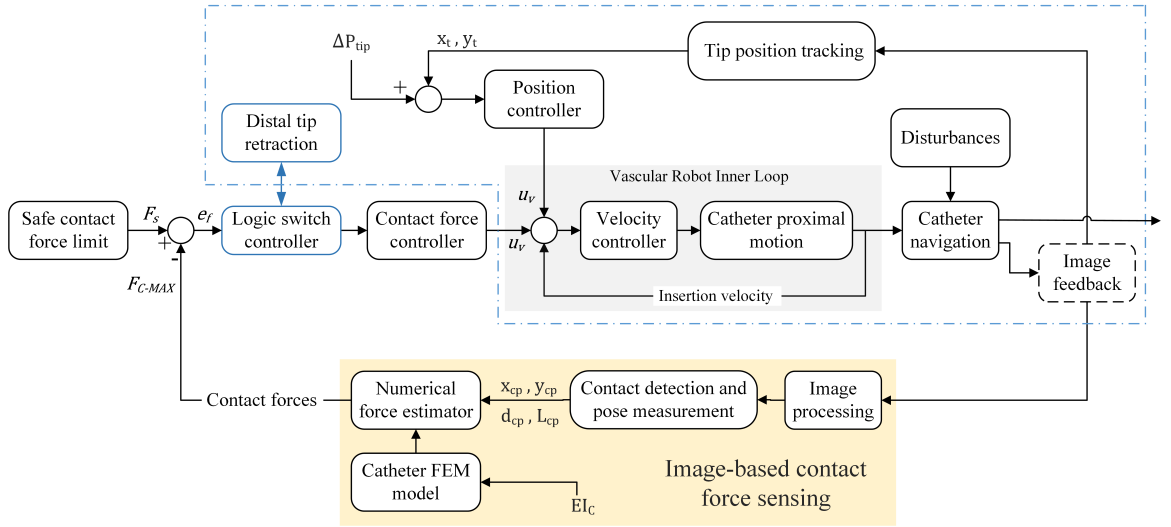 ΔP_tip
x_t , y_t
Tip position tracking
+
Position
controller
Distal tip
retraction
Disturbances
Vascular Robot Inner Loop
Safe contact
force limit
F_s
+
-
e_f
Logic switch
controller
Contact force
controller
u_v
u_v
Velocity
controller
Catheter proximal
motion
Catheter
navigation
Image
feedback
Insertion velocity
F_C-MAX
Contact forces
Numerical
force estimator
x_cp , y_cp
d_cp , L_cp
Contact detection and
pose measurement
Image
processing
Catheter FEM
model
EI_C
Image-based contact
force sensing